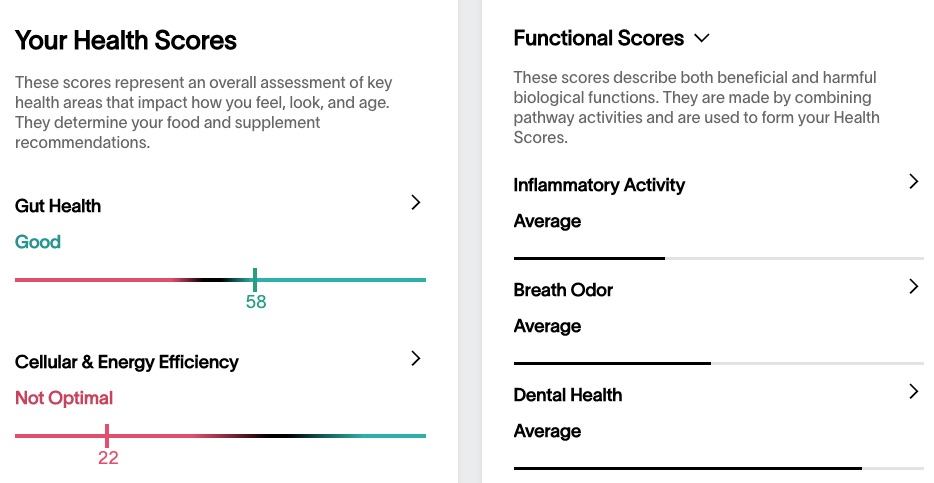 Your Health Scores
These scores represent an overall assessment of key
health areas that impact how you feel, look, and age.
They determine your food and supplement
recommendations.
Gut Health
Good
58
Cellular & Energy Efficiency
Not Optimal
22
Functional Scores
These scores describe both beneficial and harmful
biological functions. They are made by combining
pathway activities and are used to form your Health
Scores.
Inflammatory Activity
Average
Breath Odor
Average
Dental Health
Average